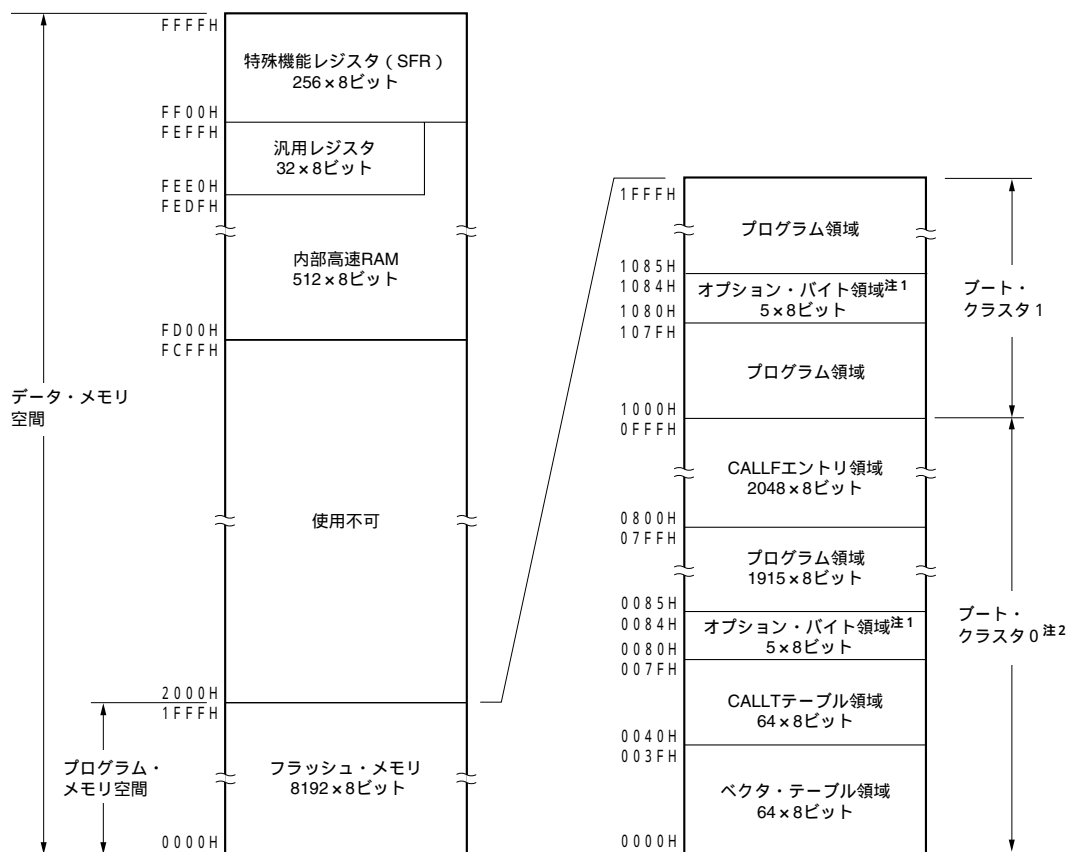 FFFFH
特殊機能レジスタ(SFR)
256×8ビット
FF00H
FEFFH
汎用レジスタ
32×8ビット
FEE0H
FEDFH
内部高速RAM
512×8ビット
FD00H
FCFFH
データ・メモリ
空間
使用不可
2000H
1FFFH
プログラム・
メモリ空間
フラッシュ・メモリ
8192×8ビット
0000H
1FFFH
プログラム領域
1085H
1084H
オプション・バイト領域注1
5×8ビット
1080H
107FH
ブート・
クラスタ1
プログラム領域
1000H
0FFFH
CALLFエントリ領域
2048×8ビット
0800H
07FFH
プログラム領域
1915×8ビット
0085H
0084H
オプション・バイト領域注1
5×8ビット
0080H
007FH
ブート・
クラスタ0注2
CALLTテーブル領域
64×8ビット
0040H
003FH
ベクタ・テーブル領域
64×8ビット
0000H